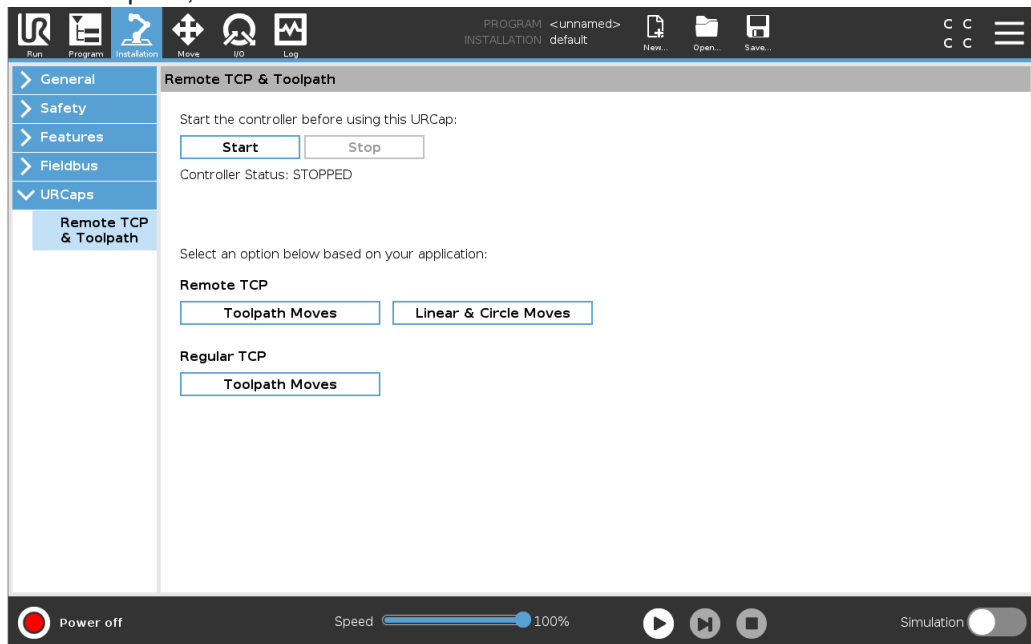 PROGRAM <unnamed>
INSTALLATION default
UR
Run Program Installation Move I/O Log New... Open... Save...
C C
C C
General
Safety
Features
Fieldbus
URCaps
Remote TCP
& Toolpath
Remote TCP & Toolpath
Start the controller before using this URCap:
Start Stop
Controller Status: STOPPED
Select an option below based on your application:
Remote TCP
Toolpath Moves Linear & Circle Moves
Regular TCP
Toolpath Moves
Power off Speed 100% Simulation